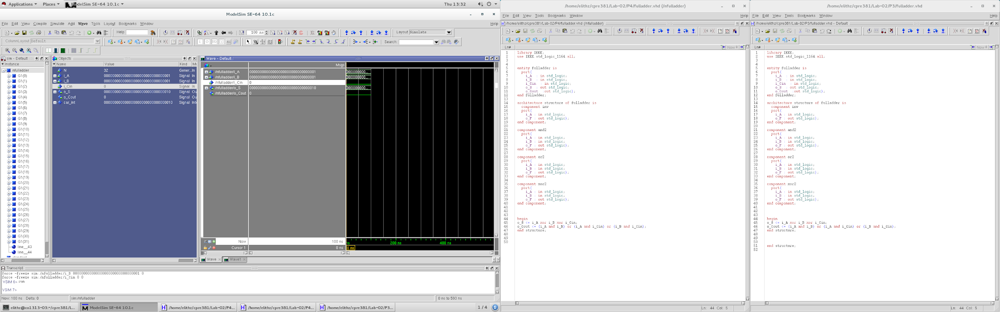 Applications Places ModelSim SE-64 10.1c Thu 13:32
ModelSim SE-64 10.1c
File Edit View Compile Simulate Add Wave Tools Layout Bookmarks Window Help
Help 100 ns Layout Simulate
ColumnLayout Default Search:
sim - Default
Instance
nfulladder
G1(0)
G1(1)
G1(2)
G1(3)
G1(4)
G1(5)
G1(6)
G1(7)
G1(8)
G1(9)
G1(10)
G1(11)
G1(12)
G1(13)
G1(14)
G1(15)
G1(16)
G1(17)
G1(18)
G1(19)
G1(20)
G1(21)
G1(22)
G1(23)
G1(24)
G1(25)
G1(26)
G1(27)
G1(28)
G1(29)
G1(30)
G1(31)
line__43
line__44
Objects
Name Value Kind Mo
N 32 Gener...In
i_A 00000000000000000000000000000001 Signal In
i_B 00000000000000000000000000000001 Signal In
i_Cin 0 Signal In
o_S 00000000000000000000000000000010 Signal Ou
o_Cout 0 Signal Ou
car_int 000000000000000000000000000000010 Signal Inte
Wave - Default
Msgs
/nfulladder/i_A 00000000000000000000000000000001 000000000...
/nfulladder/i_B 00000000000000000000000000000001 000000000...
/nfulladder/i_Cin 0
/nfulladder/o_S 00000000000000000000000000000010 000000000...
/nfulladder/o_Cout 0
Now 100 ns ns 200 ns 400 ns
Cursor 1 0 ns 0 ns
Wave Wave1
Transcript
force -freeze sim:/nfulladder/i_B 00000000000000000000000000000001 0
force -freeze sim:/nfulladder/i_Cin 0 0
VSIM 6> run
VSIM 7>
Now: 100 ns Delta: 0 sim:/nfulladder 0 ns to 593 ns
elithz@co1313-03:~/cpre381/L... ModelSim SE-64 10.1c /home/elithz/cpre381/Lab-02/P4... /home/elithz/cpre381/Lab-02/P4... /home/elithz/cpre381/Lab-02/P3... 1 / 4 1
/home/elithz/cpre381/Lab-02/P4/fulladder.vhd (/nfulladder)
File Edit View Tools Bookmarks Window Help
/home/elithz/cpre381/Lab-02/P4/fulladder.vhd (/nfulladder)
Ln# Now
1 library IEEE;
2 use IEEE.std_logic_1164.all;
3
4
5 entity fulladder is
6 port(
7 i_A : in std_logic;
8 i_B : in std_logic;
9 i_Cin : in std_logic;
10 o_S : out std_logic;
11 o_Cout :out std_logic);
12 end fulladder;
13
14 architecture structure of fulladder is
15 component inv
16 port(
17 i_A : in std_logic;
18 o_F : out std_logic);
19 end component;
20
21 component and2
22 port(
23 i_A : in std_logic;
24 i_B : in std_logic;
25 o_F : out std_logic);
26 end component;
27
28 component or2
29 port(
30 i_A : in std_logic;
31 i_B : in std_logic;
32 o_F : out std_logic);
33 end component;
34
35 component xor2
36 port(
37 i_A : in std_logic;
38 i_B : in std_logic;
39 o_F : out std_logic);
40 end component;
41
42
43
44 begin
45 o_S <= i_A xor i_B xor i_Cin;
46 o_Cout <= (i_A and i_B) or (i_A and i_Cin) or (i_B and i_Cin);
47 end structure;
48
49
50
Ln: 44 Col: 5
/home/elithz/cpre381/Lab-02/P3/fulladder.vhd
File Edit View Tools Bookmarks Window Help
/home/elithz/cpre381/Lab-02/P3/fulladder.vhd - Default
Ln# Now
1 library IEEE;
2 use IEEE.std_logic_1164.all;
3
4
5 entity fulladder is
6 port(
7 i_A : in std_logic;
8 i_B : in std_logic;
9 i_Cin : in std_logic;
10 o_S : out std_logic;
11 o_Cout :out std_logic);
12 end fulladder;
13
14 architecture structure of fulladder is
15 component inv
16 port(
17 i_A : in std_logic;
18 o_F : out std_logic);
19 end component;
20
21 component and2
22 port(
23 i_A : in std_logic;
24 i_B : in std_logic;
25 o_F : out std_logic);
26 end component;
27
28 component or2
29 port(
30 i_A : in std_logic;
31 i_B : in std_logic;
32 o_F : out std_logic);
33 end component;
34
35 component xor2
36 port(
37 i_A : in std_logic;
38 i_B : in std_logic;
39 o_F : out std_logic);
40 end component;
41
42
43
44 begin
45 o_S <= i_A xor i_B xor i_Cin;
46 o_Cout <= (i_A and i_B) or (i_A and i_Cin) or (i_B and i_Cin);
47 end structure;
48
49
50
51 end structure;
52
Ln: 44 Col: 5